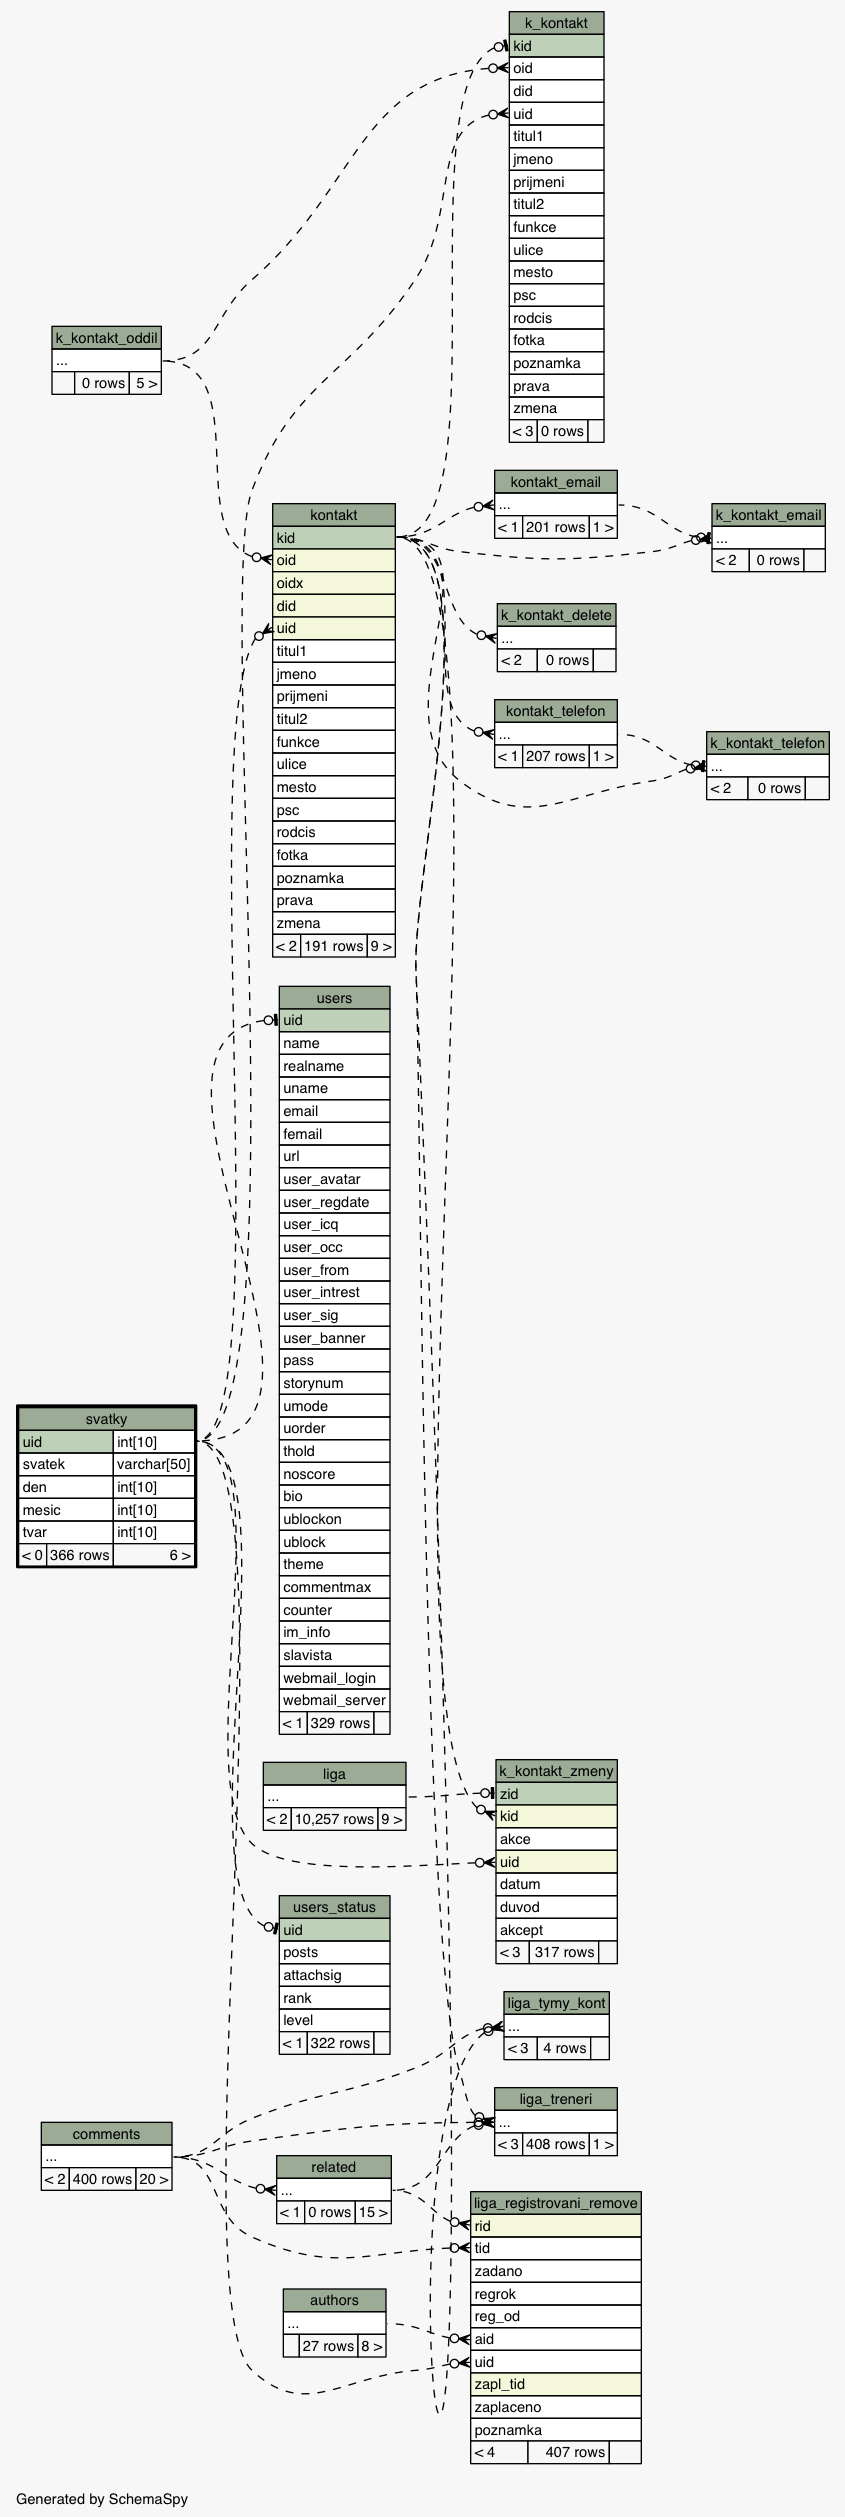 k_kontakt
kid
oid
did
uid
titul1
jmeno
prijmeni
titul2
funkce
ulice
mesto
psc
rodcis
fotka
poznamka
prava
zmena
< 3 0 rows
k_kontakt_oddil
...
0 rows 5 >
kontakt_email
...
< 1 201 rows 1 >
k_kontakt_email
...
< 2 0 rows
kontakt
kid
oid
oidx
did
uid
titul1
jmeno
prijmeni
titul2
funkce
ulice
mesto
psc
rodcis
fotka
poznamka
prava
zmena
< 2 191 rows 9 >
k_kontakt_delete
...
< 2 0 rows
kontakt_telefon
...
< 1 207 rows 1 >
k_kontakt_telefon
...
< 2 0 rows
users
uid
name
realname
uname
email
femail
url
user_avatar
user_regdate
user_icq
user_occ
user_from
user_intrest
user_sig
user_banner
pass
storynum
umode
uorder
thold
noscore
bio
ublockon
ublock
theme
commentmax
counter
im_info
slavista
webmail_login
webmail_server
< 1 329 rows
svatky
uid int[10]
svatek varchar[50]
den int[10]
mesic int[10]
tvar int[10]
< 0 366 rows 6 >
liga
...
< 2 10,257 rows 9 >
k_kontakt_zmeny
zid
kid
akce
uid
datum
duvod
akcept
< 3 317 rows
users_status
uid
posts
attachsig
rank
level
< 1 322 rows
liga_tymy_kont
...
< 3 4 rows
liga_treneri
...
< 3 408 rows 1 >
comments
...
< 2 400 rows 20 >
related
...
< 1 0 rows 15 >
liga_registrovani_remove
rid
tid
zadano
regrok
reg_od
aid
uid
zapl_tid
zaplaceno
poznamka
< 4 407 rows
authors
...
27 rows 8 >
Generated by SchemaSpy